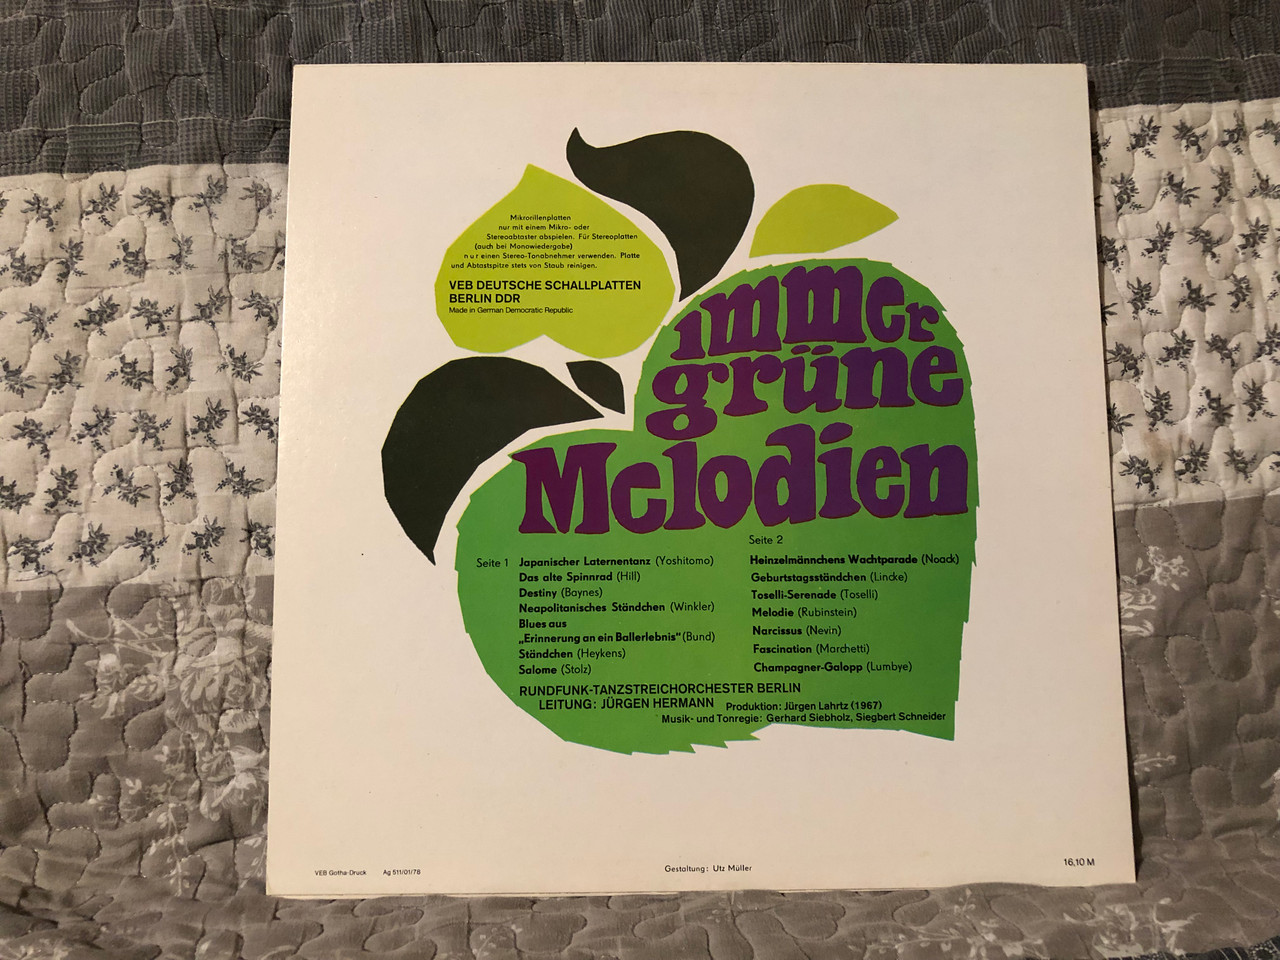 Mikrorillenplatten
nur mit einem Mikro- oder
Stereoabtaster abspielen. Für Stereoplatten
(auch bei Monowiedergabe)
nur einen Stereo-Tonabnehmer verwenden. Platte
und Abtastspitze stets von Staub reinigen.
VEB DEUTSCHE SCHALLPLATTEN
BERLIN DDR
Made in German Democratic Republic
immer
grüne
Melodien
Seite 1 Japanischer Laternentanz (Yoshitomo)
Das alte Spinnrad (Hill)
Destiny (Baynes)
Neapolitanisches Ständchen (Winkler)
Blues aus
„Erinnerung an ein Ballerlebnis“ (Bund)
Ständchen (Heykens)
Salome (Stolz)
Seite 2
Heinzelmännchens Wachtparade (Noack)
Geburtstagsständchen (Lincke)
Toselli-Serenade (Toselli)
Melodie (Rubinstein)
Narcissus (Nevin)
Fascination (Marchetti)
Champagner-Galopp (Lumbye)
RUNDFUNK-TANZSTREICHORCHESTER BERLIN
LEITUNG: JÜRGEN HERMANN Produktion: Jürgen Lahrtz (1967)
Musik- und Tonregie: Gerhard Siebholz, Siegbert Schneider
VEB Gotha-Druck Ag 511/01/78
Gestaltung: Utz Müller
16,10 M